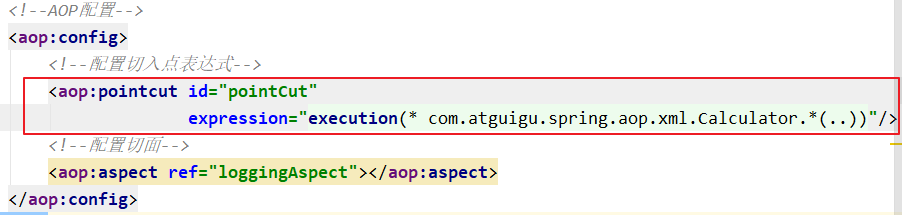 <!--AOP配置-->
<aop:config>
<!--配置切入点表达式-->
<aop:pointcut id="pointCut"
expression="execution(* com.atguigu.spring.aop.xml.Calculator.*(..))"/>
<!--配置切面-->
<aop:aspect ref="loggingAspect"></aop:aspect>
</aop:config>